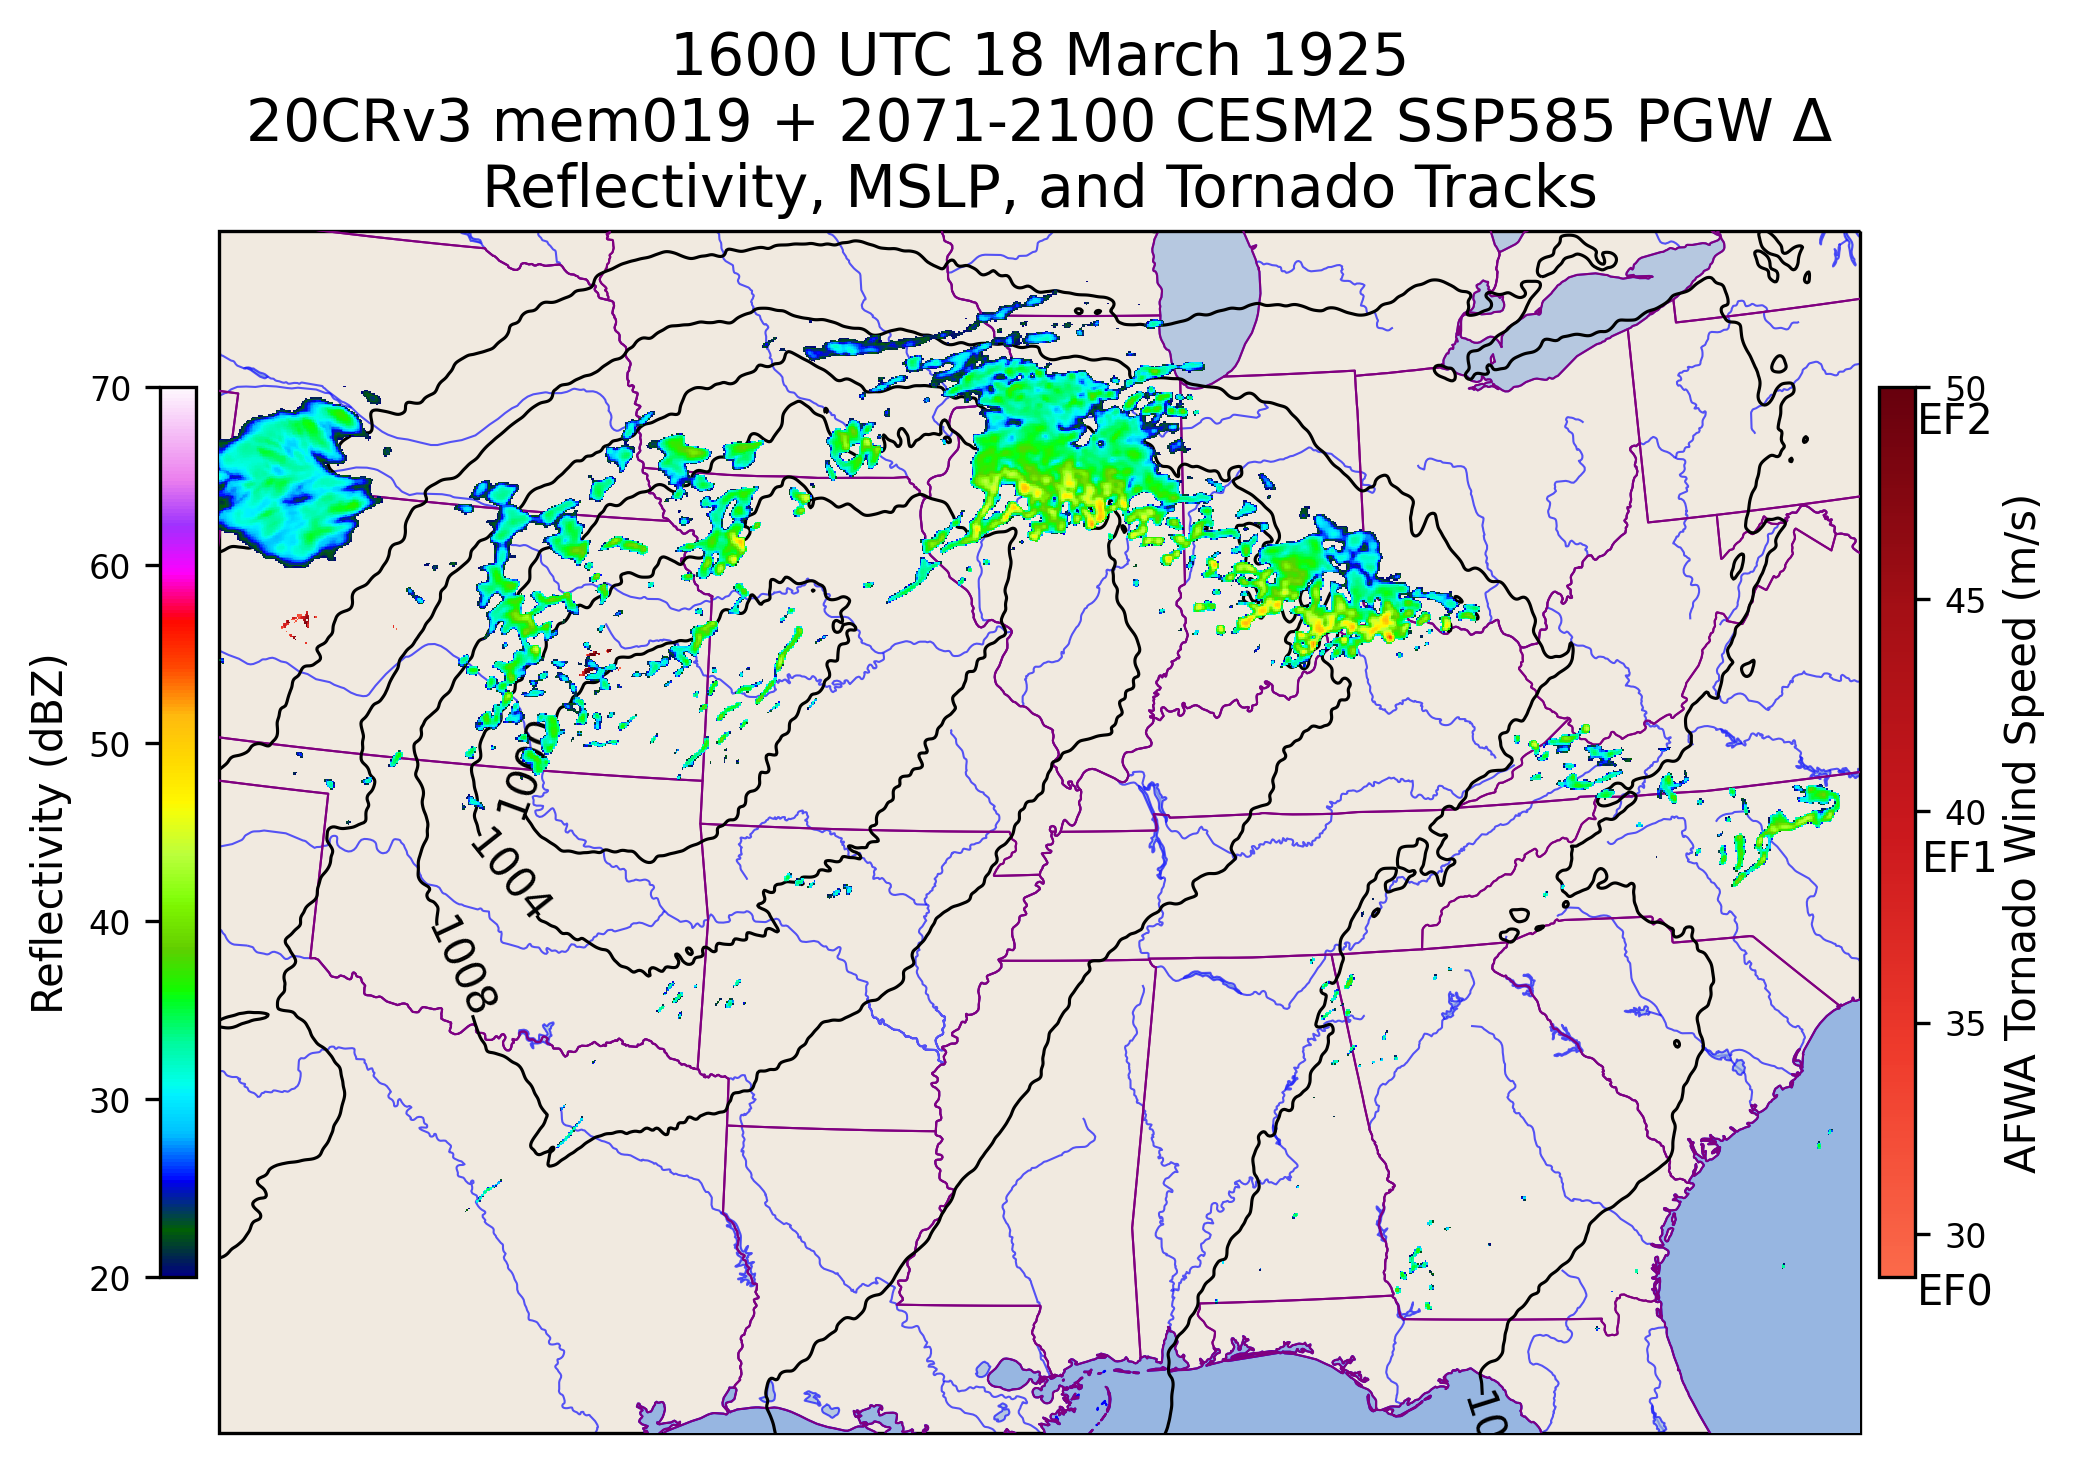 1600 UTC 18 March 1925
20CRv3 mem019 + 2071-2100 CESM2 SSP585 PGW Δ
Reflectivity, MSLP, and Tornado Tracks
70
60
50
40
30
20
Reflectivity (dBZ)
1000
1004
1008
10
50
EF2
45
40
EF1
35
30
EF0
AFWA Tornado Wind Speed (m/s)